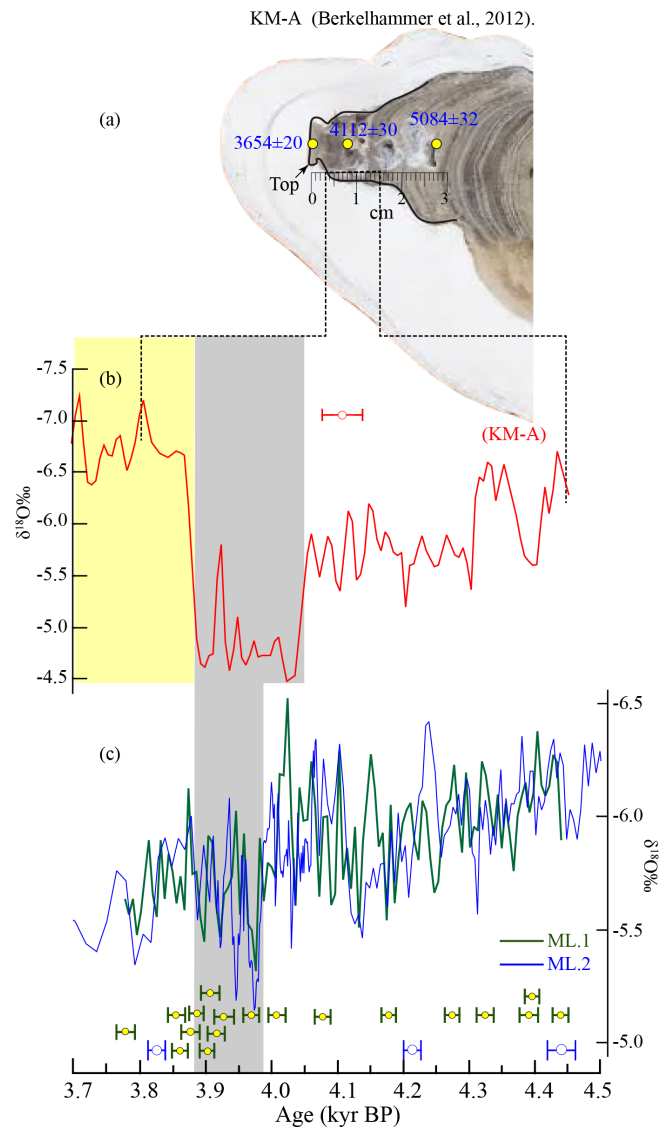 KM-A (Berkelhammer et al., 2012).
(a)
3654±20
4112±30
5084±32
Top
0 1 2 3
cm
(b)
(KM-A)
-7.5
-7.0
-6.5
-6.0
-5.5
-5.0
-4.5
δ¹⁸O‰
(c)
-6.5
-6.0
-5.5
-5.0
δ¹⁸O‰
ML.1
ML.2
3.7 3.8 3.9 4.0 4.1 4.2 4.3 4.4 4.5
Age (kyr BP)